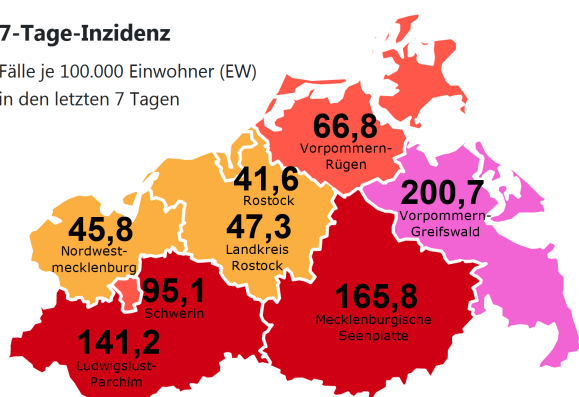 7-Tage-Inzidenz
Fälle je 100.000 Einwohner (EW)
in den letzten 7 Tagen
66,8
Vorpommern-
Rügen
41,6
Rostock
200,7
Vorpommern-
Greifswald
45,8
Nordwest-
mecklenburg
47,3
Landkreis
Rostock
95,1
Schwerin
165,8
Mecklenburgische
Seenplatte
141,2
Ludwigslust-
Parchim